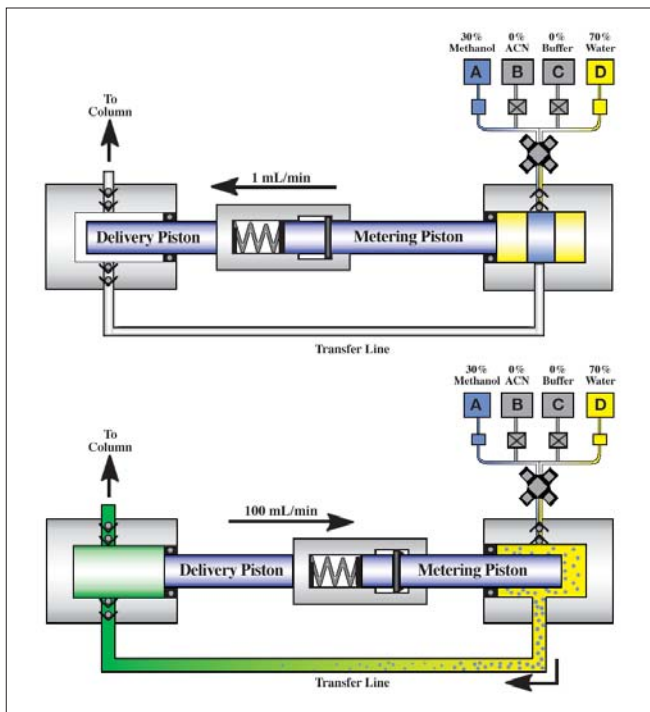 30% 0% 0% 70%
Methanol ACN Buffer Water
A B C D
To
Column
1 mL/min
Delivery Piston Metering Piston
Transfer Line
30% 0% 0% 70%
Methanol ACN Buffer Water
A B C D
To
Column
100 mL/min
Delivery Piston Metering Piston
Transfer Line